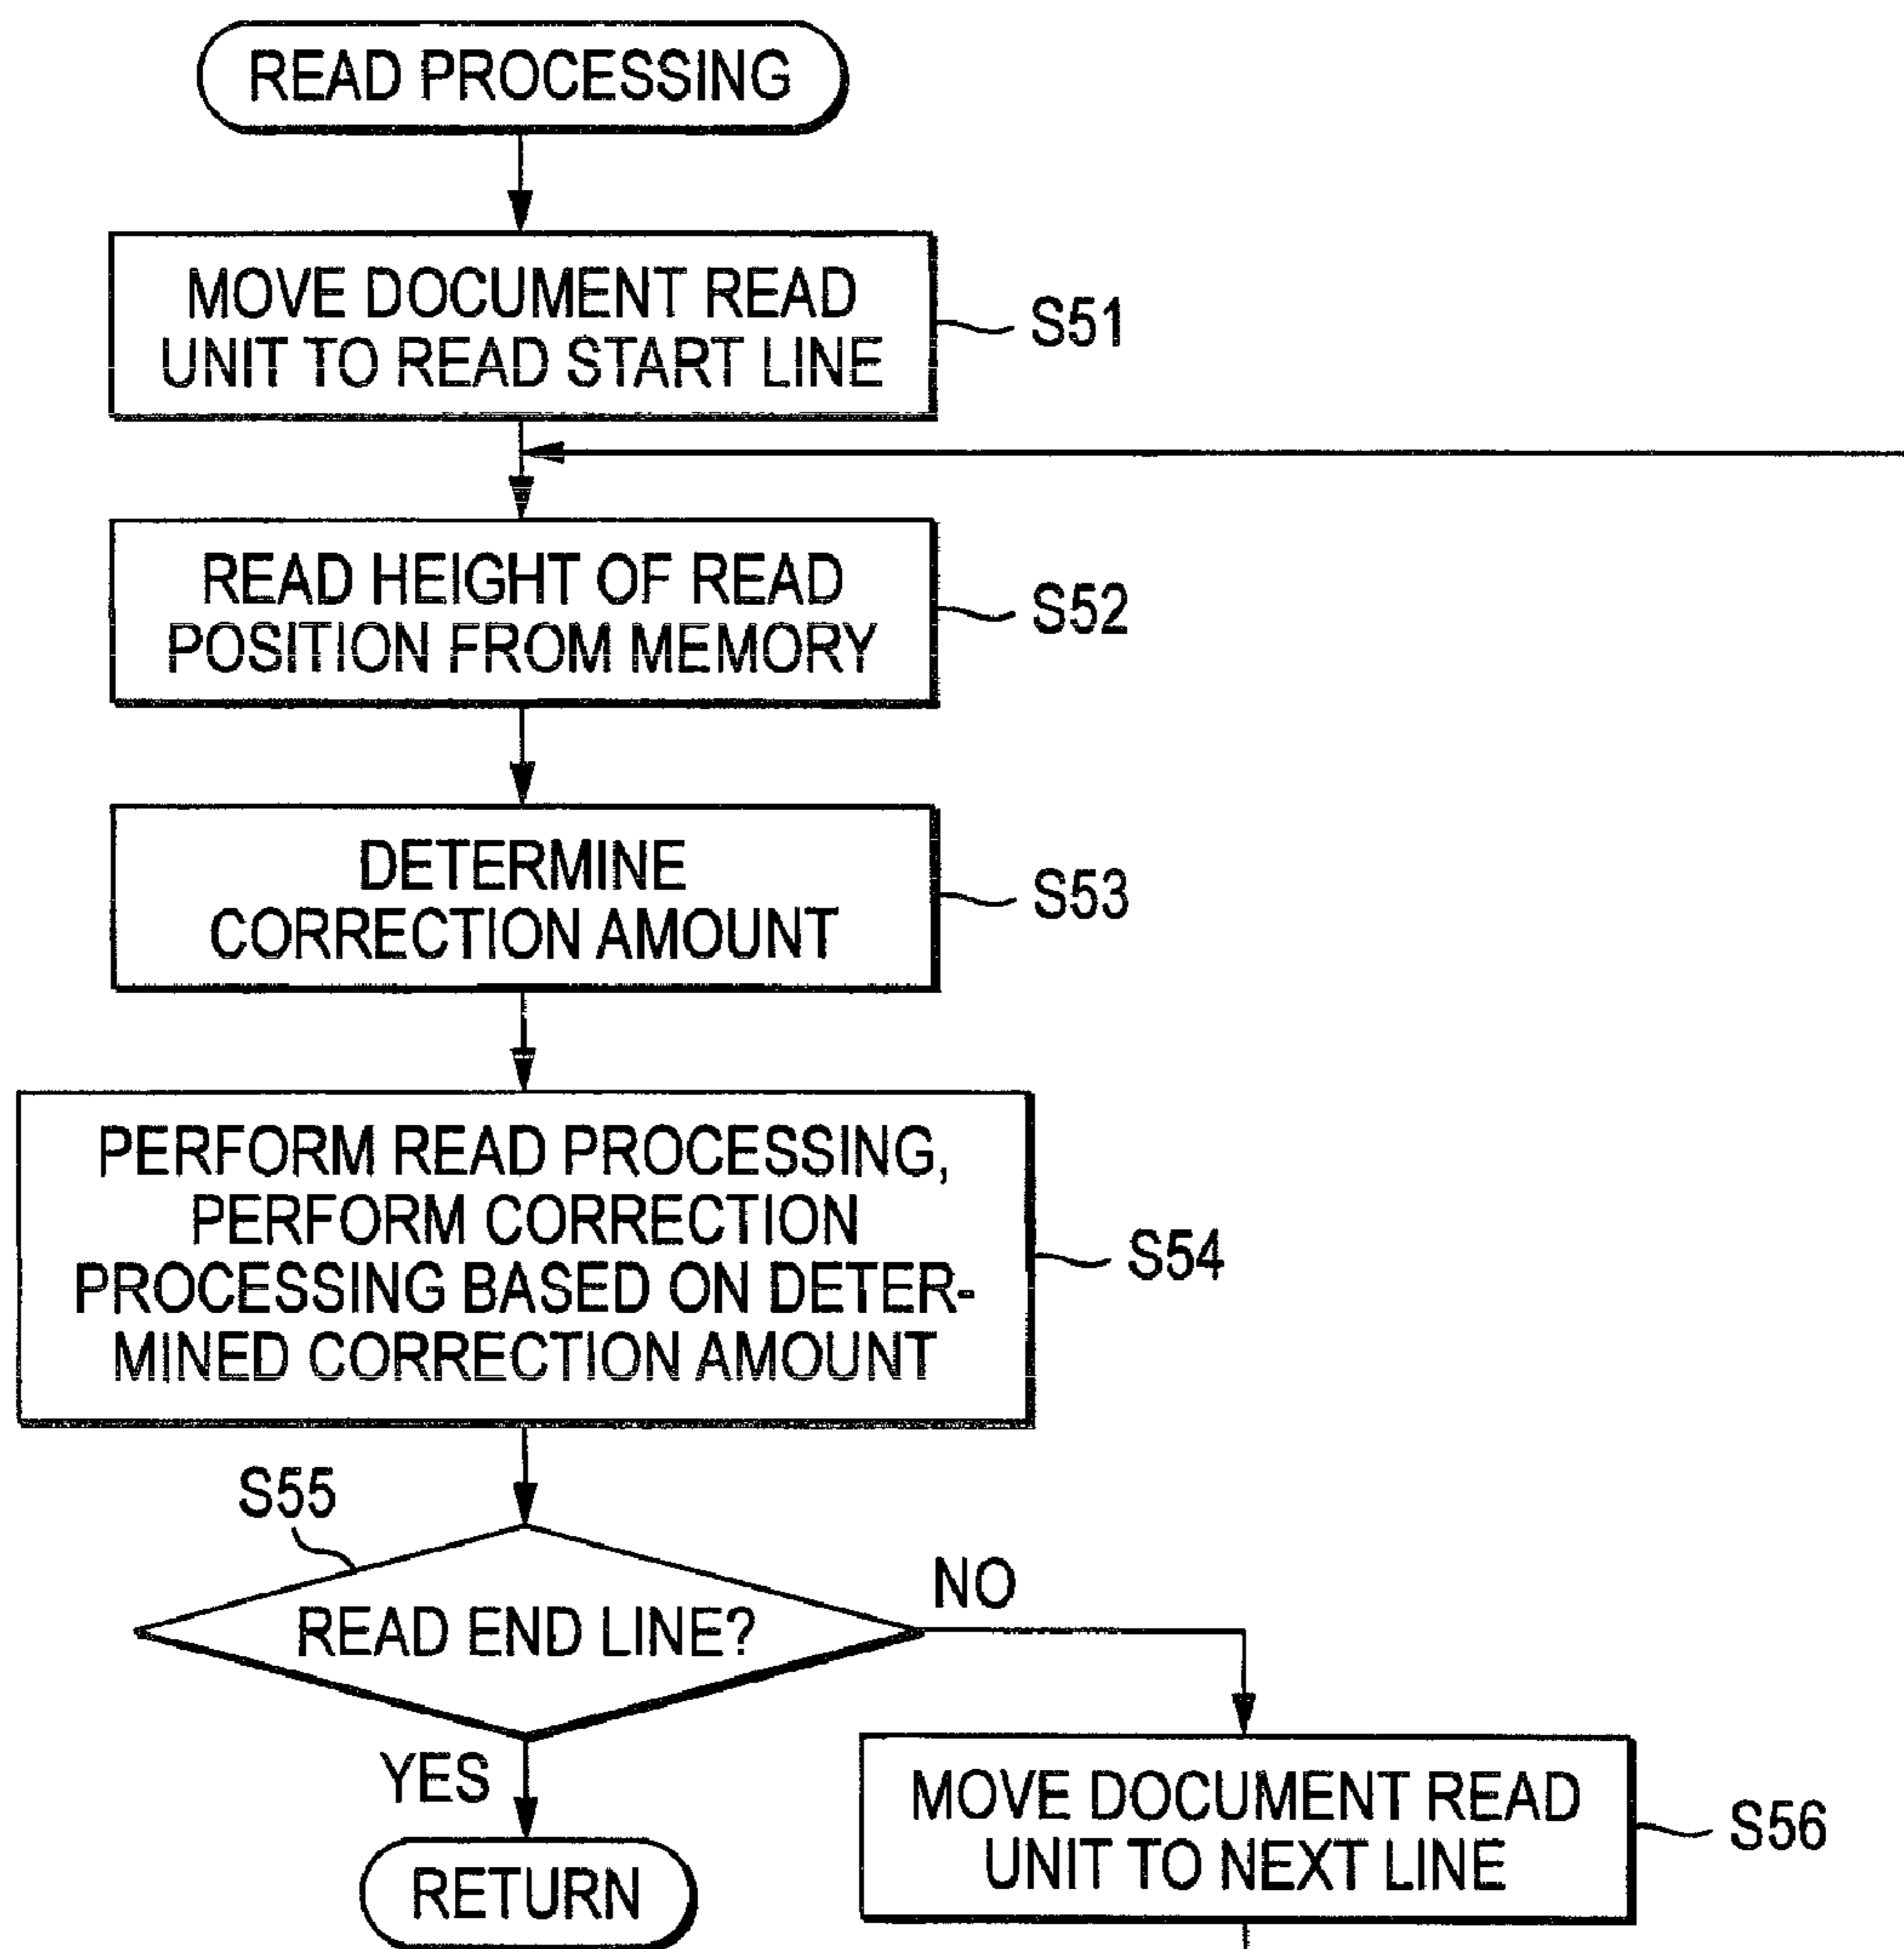 READ PROCESSING
MOVE DOCUMENT READ
UNIT TO READ START LINE
S51
READ HEIGHT OF READ
POSITION FROM MEMORY
S52
DETERMINE
CORRECTION AMOUNT
S53
PERFORM READ PROCESSING,
PERFORM CORRECTION
PROCESSING BASED ON DETER-
MINED CORRECTION AMOUNT
S54
S55
READ END LINE?
NO
YES
MOVE DOCUMENT READ
UNIT TO NEXT LINE
S56
RETURN